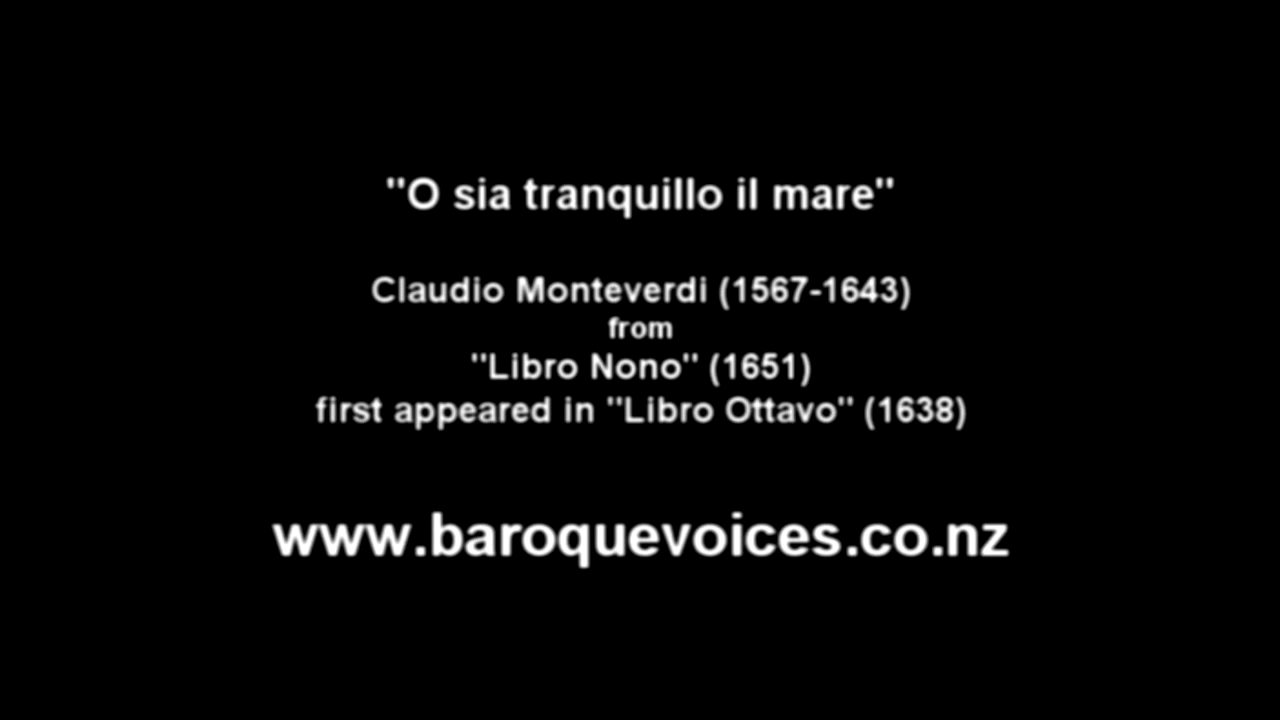 "O sia tranquillo il mare"
Claudio Monteverdi (1567-1643)
from
"Libro Nono" (1651)
first appeared in "Libro Ottavo" (1638)
www.baroquevoices.co.nz